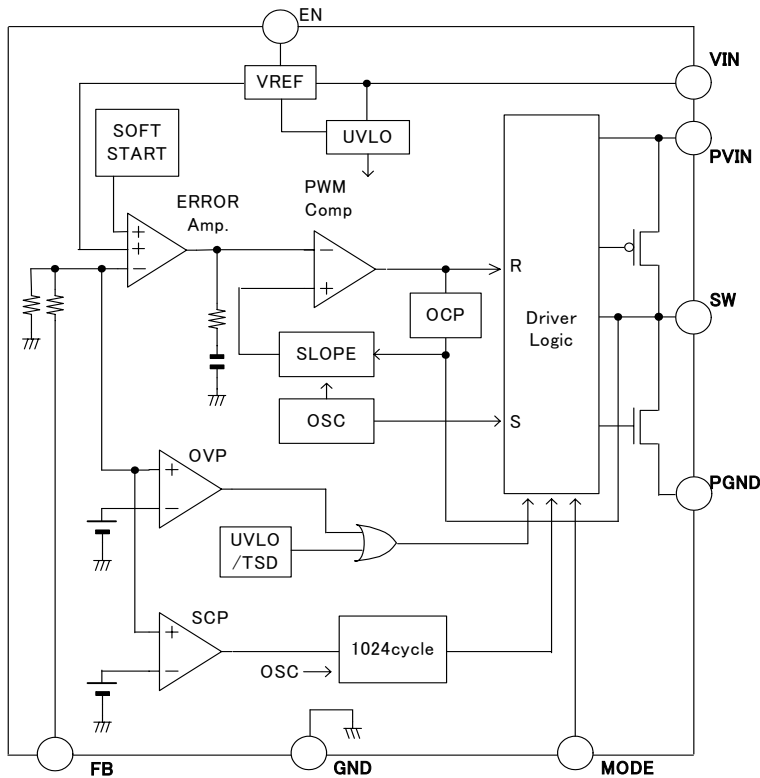 EN
VIN
VREF
SOFT
START
UVLO
PVIN
ERROR
Amp.
PWM
Comp
+
+
−
−
+
R
OCP
Driver
Logic
SW
SLOPE
OSC
S
OVP
+
−
PGND
UVLO
/TSD
SCP
+
−
1024cycle
OSC
FB
GND
MODE